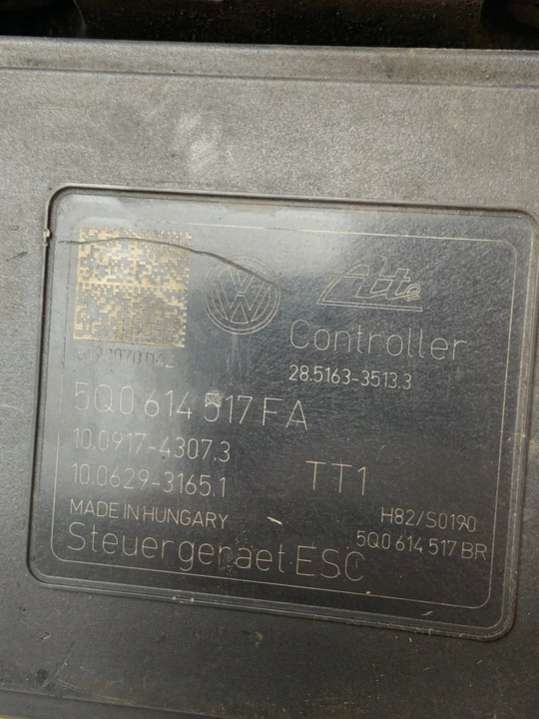 Ate
Controller
28.5163-3513.3
5Q0 614 517 FA
10.0917-4307.3
10.0629-3165.1
TT1
MADE IN HUNGARY
H82/S0190
5Q0 614 517 BR
Steuergeraet ESC